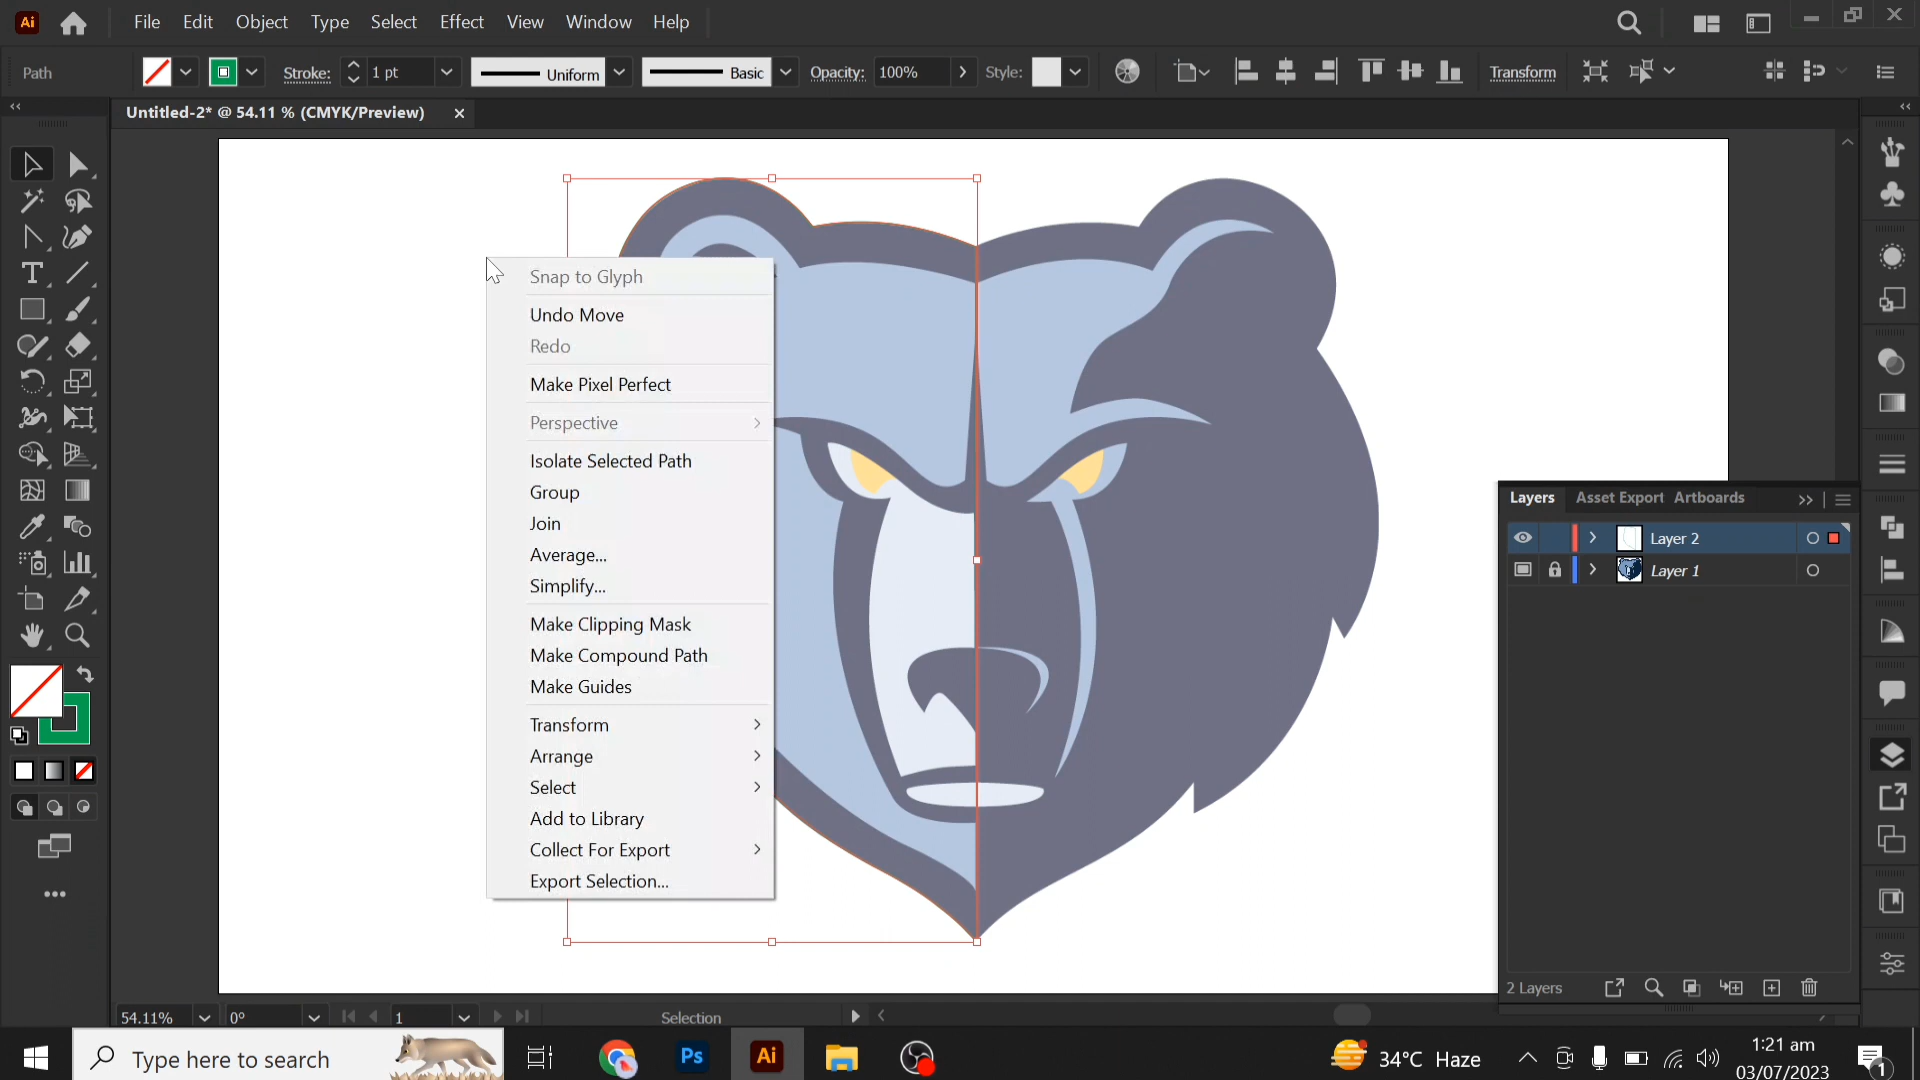 Ai File Edit Object Type Select Effect View Window Help
Path Stroke: 1 pt Uniform Basic Opacity: 100% Style: Transform
Untitled-2* @ 54.11 % (CMYK/Preview)
Snap to Glyph
Undo Move
Redo
Make Pixel Perfect
Perspective
Isolate Selected Path
Group
Join
Average...
Simplify...
Make Clipping Mask
Make Compound Path
Make Guides
Transform
Arrange
Select
Add to Library
Collect For Export
Export Selection...
Layers Asset Export Artboards
Layer 2
Layer 1
2 Layers
54.11% 0° 1 Selection
Type here to search Ps Ai 34°C Haze 1:21 am
03/07/2023 1